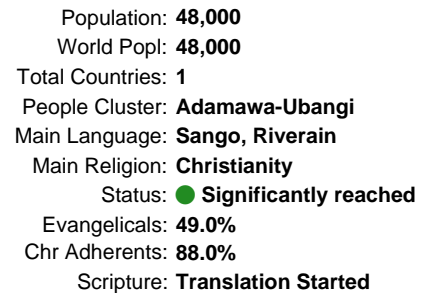 Population: 48,000
World Popl: 48,000
Total Countries: 1
People Cluster: Adamawa-Ubangi
Main Language: Sango, Riverain
Main Religion: Christianity
Status: Significantly reached
Evangelicals: 49.0%
Chr Adherents: 88.0%
Scripture: Translation Started